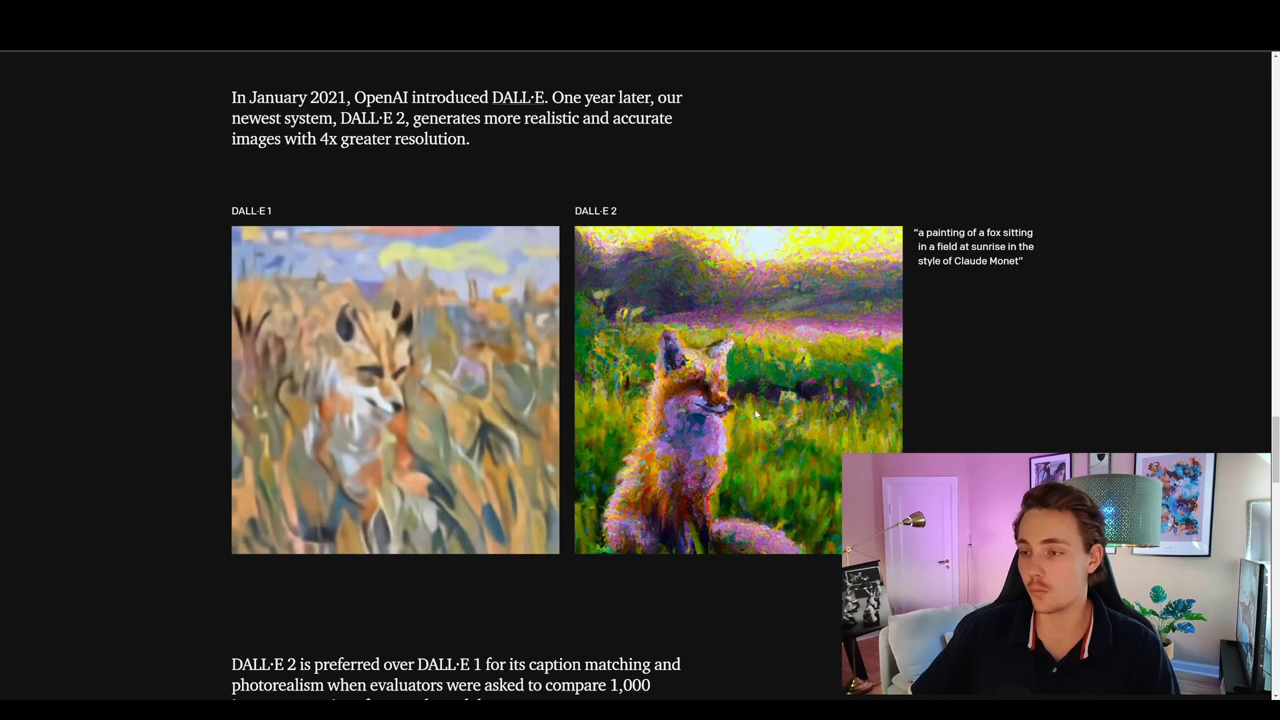 In January 2021, OpenAI introduced DALL·E. One year later, our
newest system, DALL·E 2, generates more realistic and accurate
images with 4x greater resolution.
DALL·E 1
DALL·E 2
“a painting of a fox sitting
in a field at sunrise in the
style of Claude Monet”
DALL·E 2 is preferred over DALL·E 1 for its caption matching and
photorealism when evaluators were asked to compare 1,000